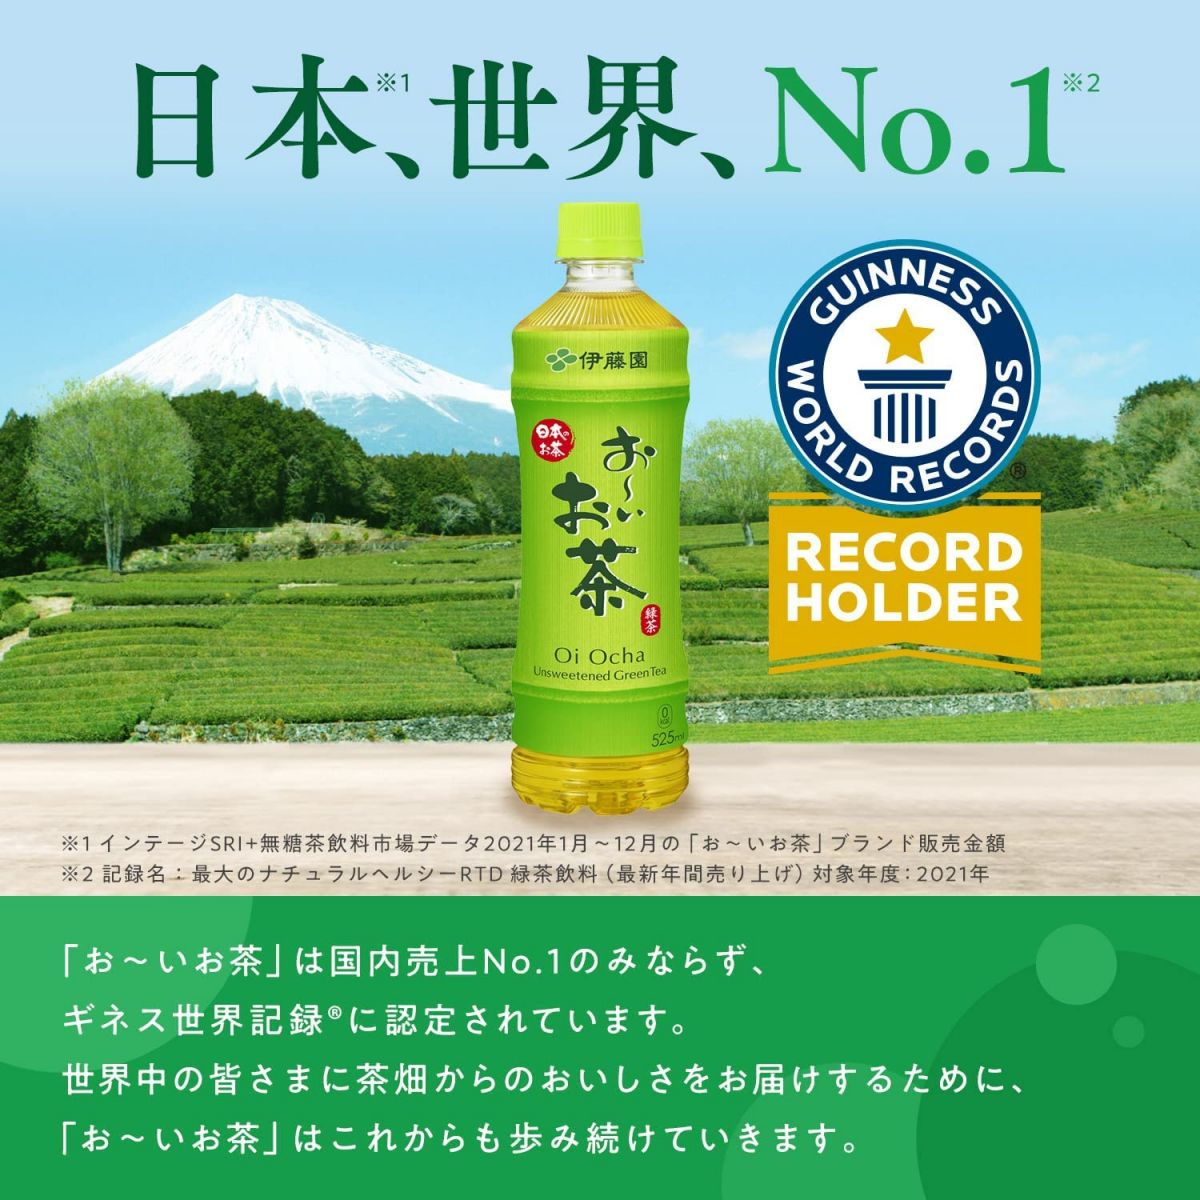 日本※1、世界、No.1※2
GUINNESS
WORLD RECORDS
®
RECORD
HOLDER
伊藤園
日本の
お茶
お～い
お茶
緑茶
Oi Ocha
Unsweetened Green Tea
0
kcal
525ml
※1 インテージSRI+無糖茶飲料市場データ2021年1月～12月の「お～いお茶」ブランド販売金額
※2 記録名：最大のナチュラルヘルシーRTD 緑茶飲料（最新年間売り上げ）対象年度：2021年
「お～いお茶」は国内売上No.1のみならず、
ギネス世界記録®に認定されています。
世界中の皆さまに茶畑からのおいしさをお届けするために、
「お～いお茶」はこれからも歩み続けていきます。